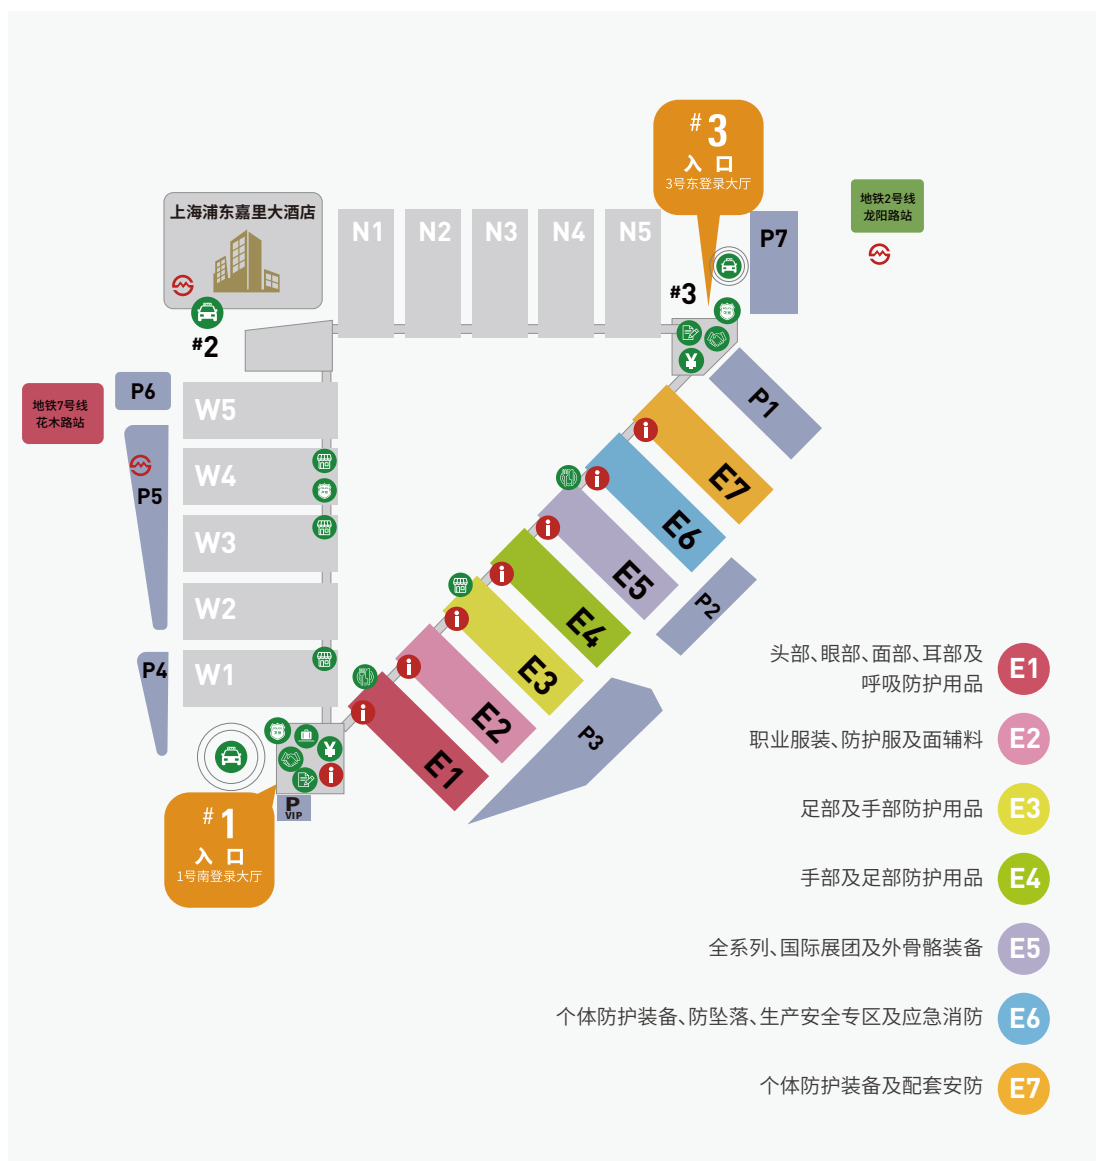 #3
入口
3号东登录大厅
地铁2号线
龙阳路站
上海浦东嘉里大酒店
N1
N2
N3
N4
N5
P7
#3
#2
地铁7号线
花木路站
P6
W5
P1
W4
P5
E7
W3
E6
W2
E5
P2
E4
W1
P4
E3
E2
P3
E1
P
VIP
#1
入口
1号南登录大厅
头部、眼部、面部、耳部及
呼吸防护用品
E1
职业服装、防护服及面辅料
E2
足部及手部防护用品
E3
手部及足部防护用品
E4
全系列、国际展团及外骨骼装备
E5
个体防护装备、防坠落、生产安全专区及应急消防
E6
个体防护装备及配套安防
E7